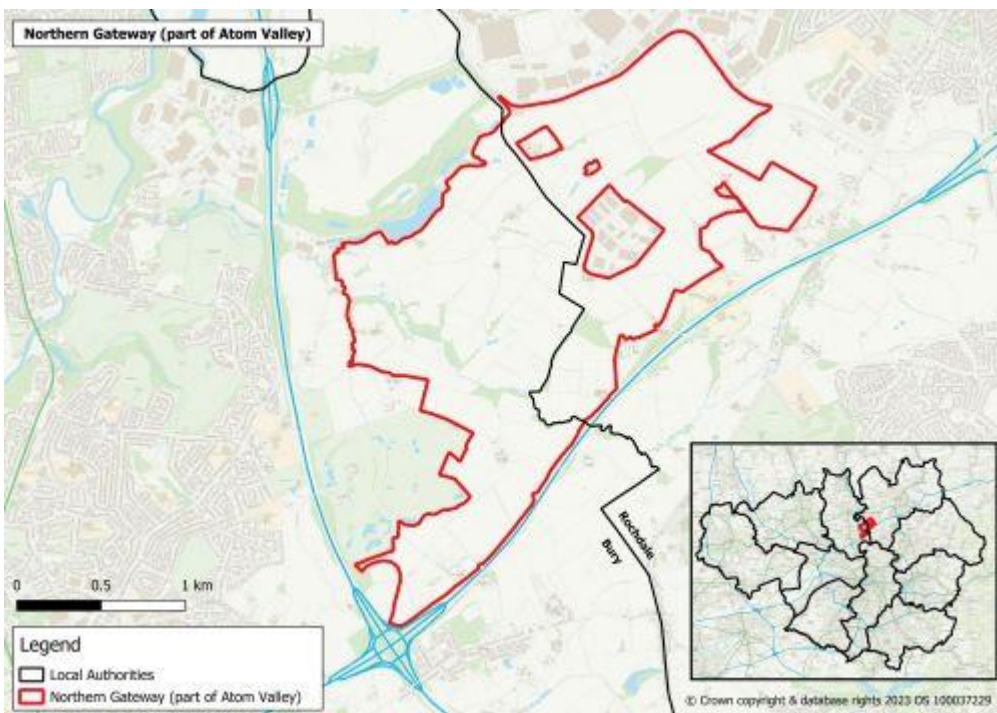 Northern Gateway (part of Atom Valley)
Rochdale
Bury
0 0.5 1 km
Legend
Local Authorities
Northern Gateway (part of Atom Valley)
© Crown copyright & database rights 2023 OS 100037229